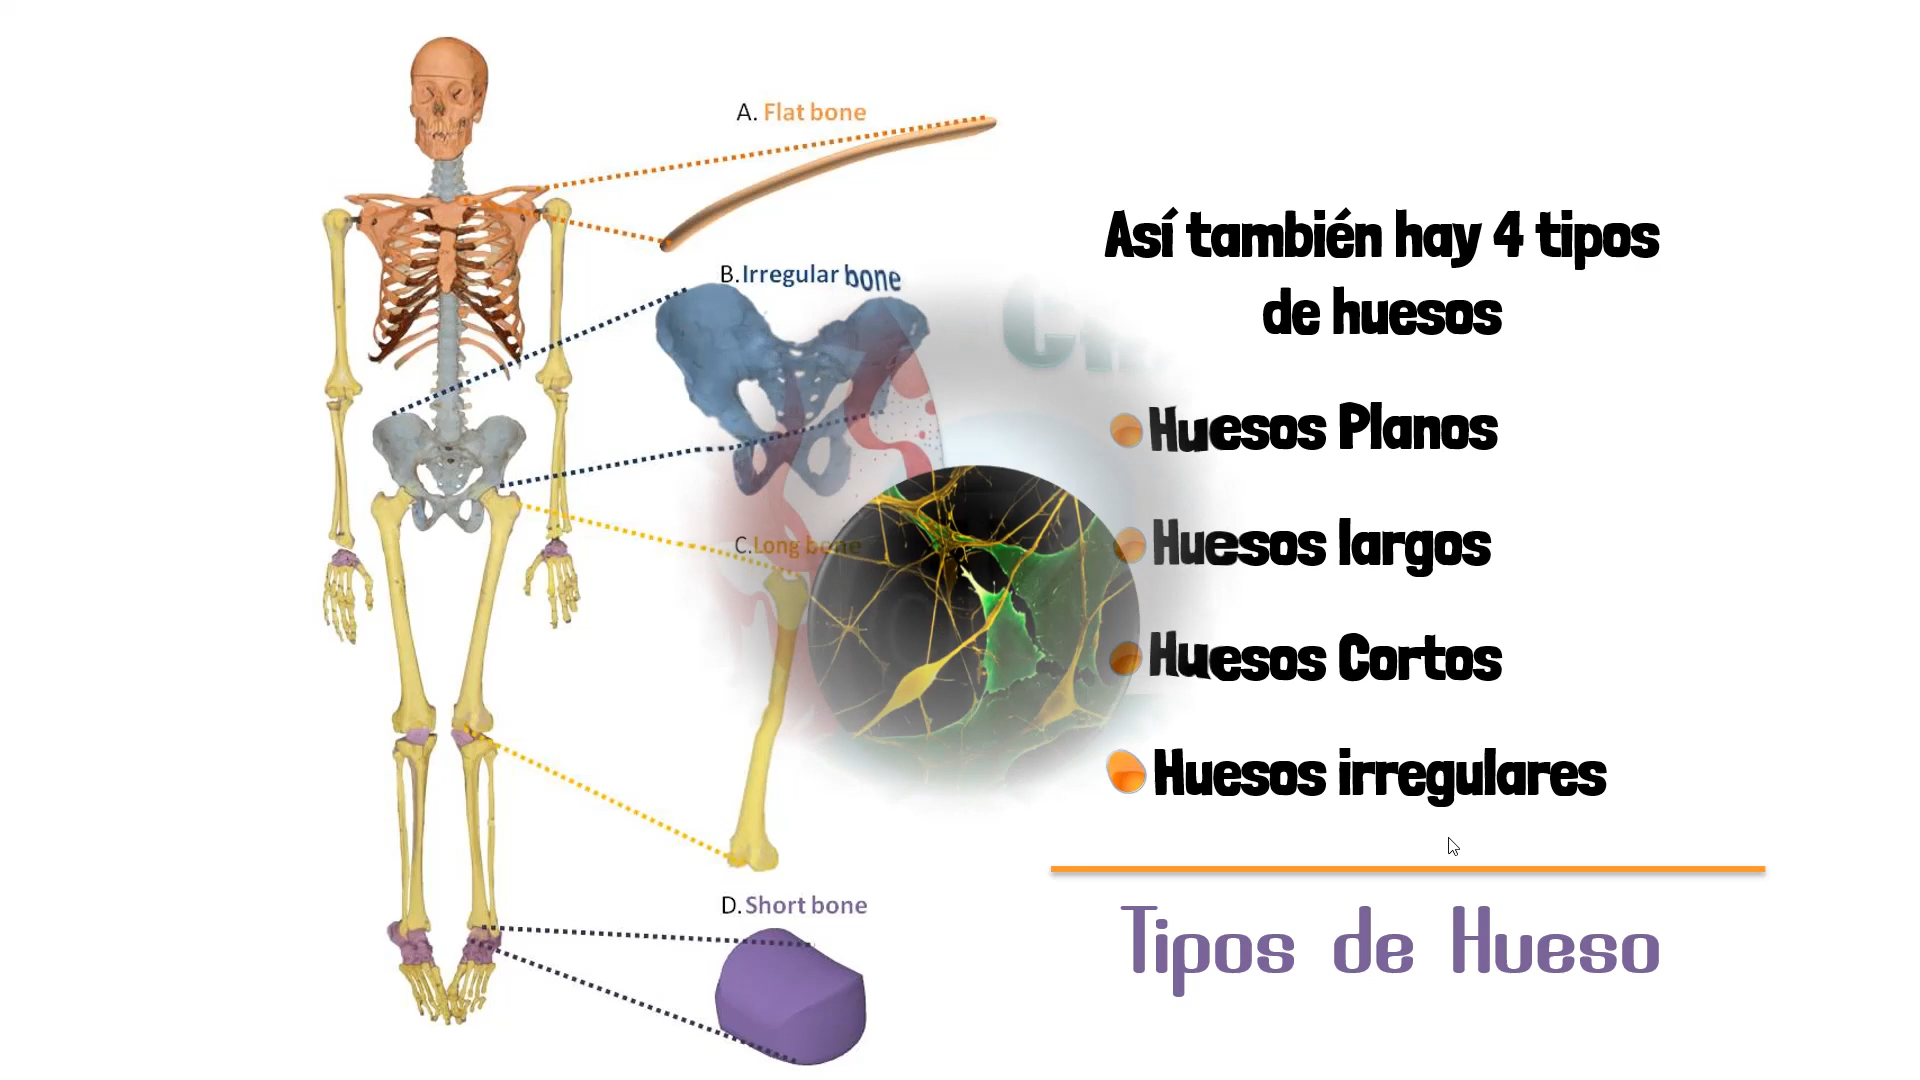 A. Flat bone
B. Irregular bone
C. Long bone
D. Short bone
Así también hay 4 tipos
de huesos
Huesos Planos
Huesos largos
Huesos Cortos
Huesos irregulares
Tipos de Hueso